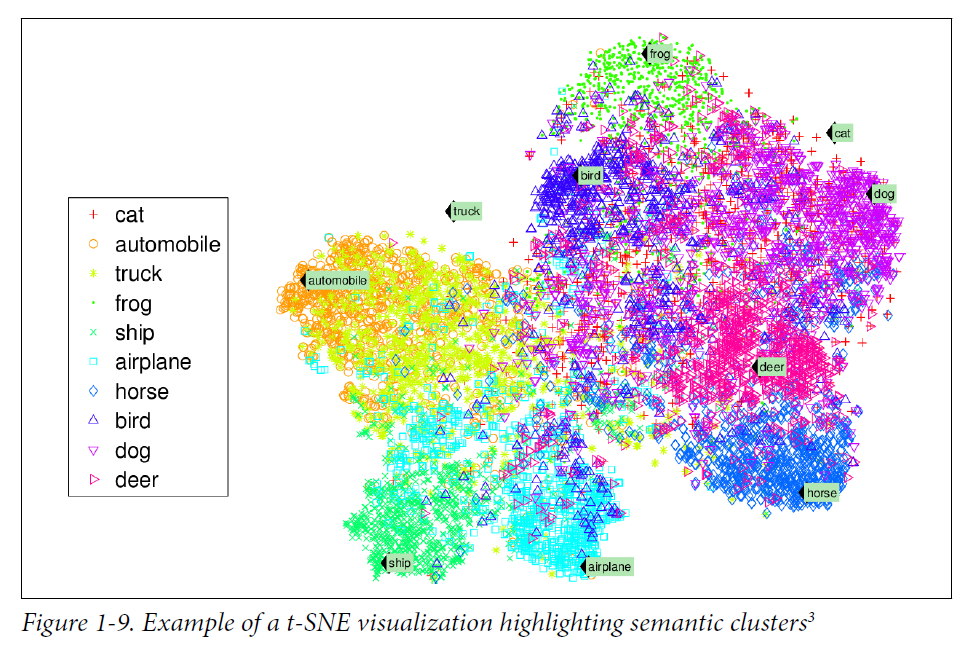 frog
cat
bird
dog
truck
cat
automobile
truck
frog
ship
airplane
horse
bird
dog
deer
automobile
deer
horse
ship
airplane
Figure 1-9. Example of a t-SNE visualization highlighting semantic clusters³